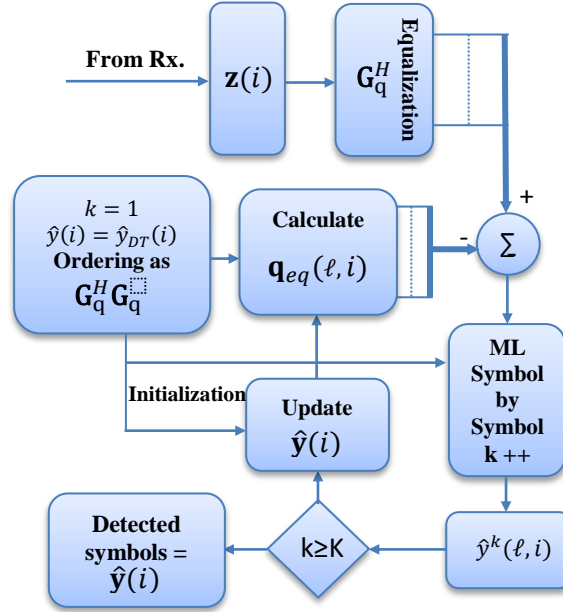 From Rx.
𝐳(𝑖)
𝐆_q^𝐻
Equalization
+
-
Σ
𝑘 = 1
𝑦̂(𝑖) = 𝑦̂_𝐷𝑇(𝑖)
Ordering as
𝐆_q^𝐻 𝐆_q
Calculate
𝐪_𝑒𝑞(ℓ, 𝑖)
ML
Symbol
by
Symbol
k ++
Initialization
Update
𝐲̂(𝑖)
Detected
symbols =
𝐲̂(𝑖)
k≥K
𝑦̂^𝑘(ℓ, 𝑖)